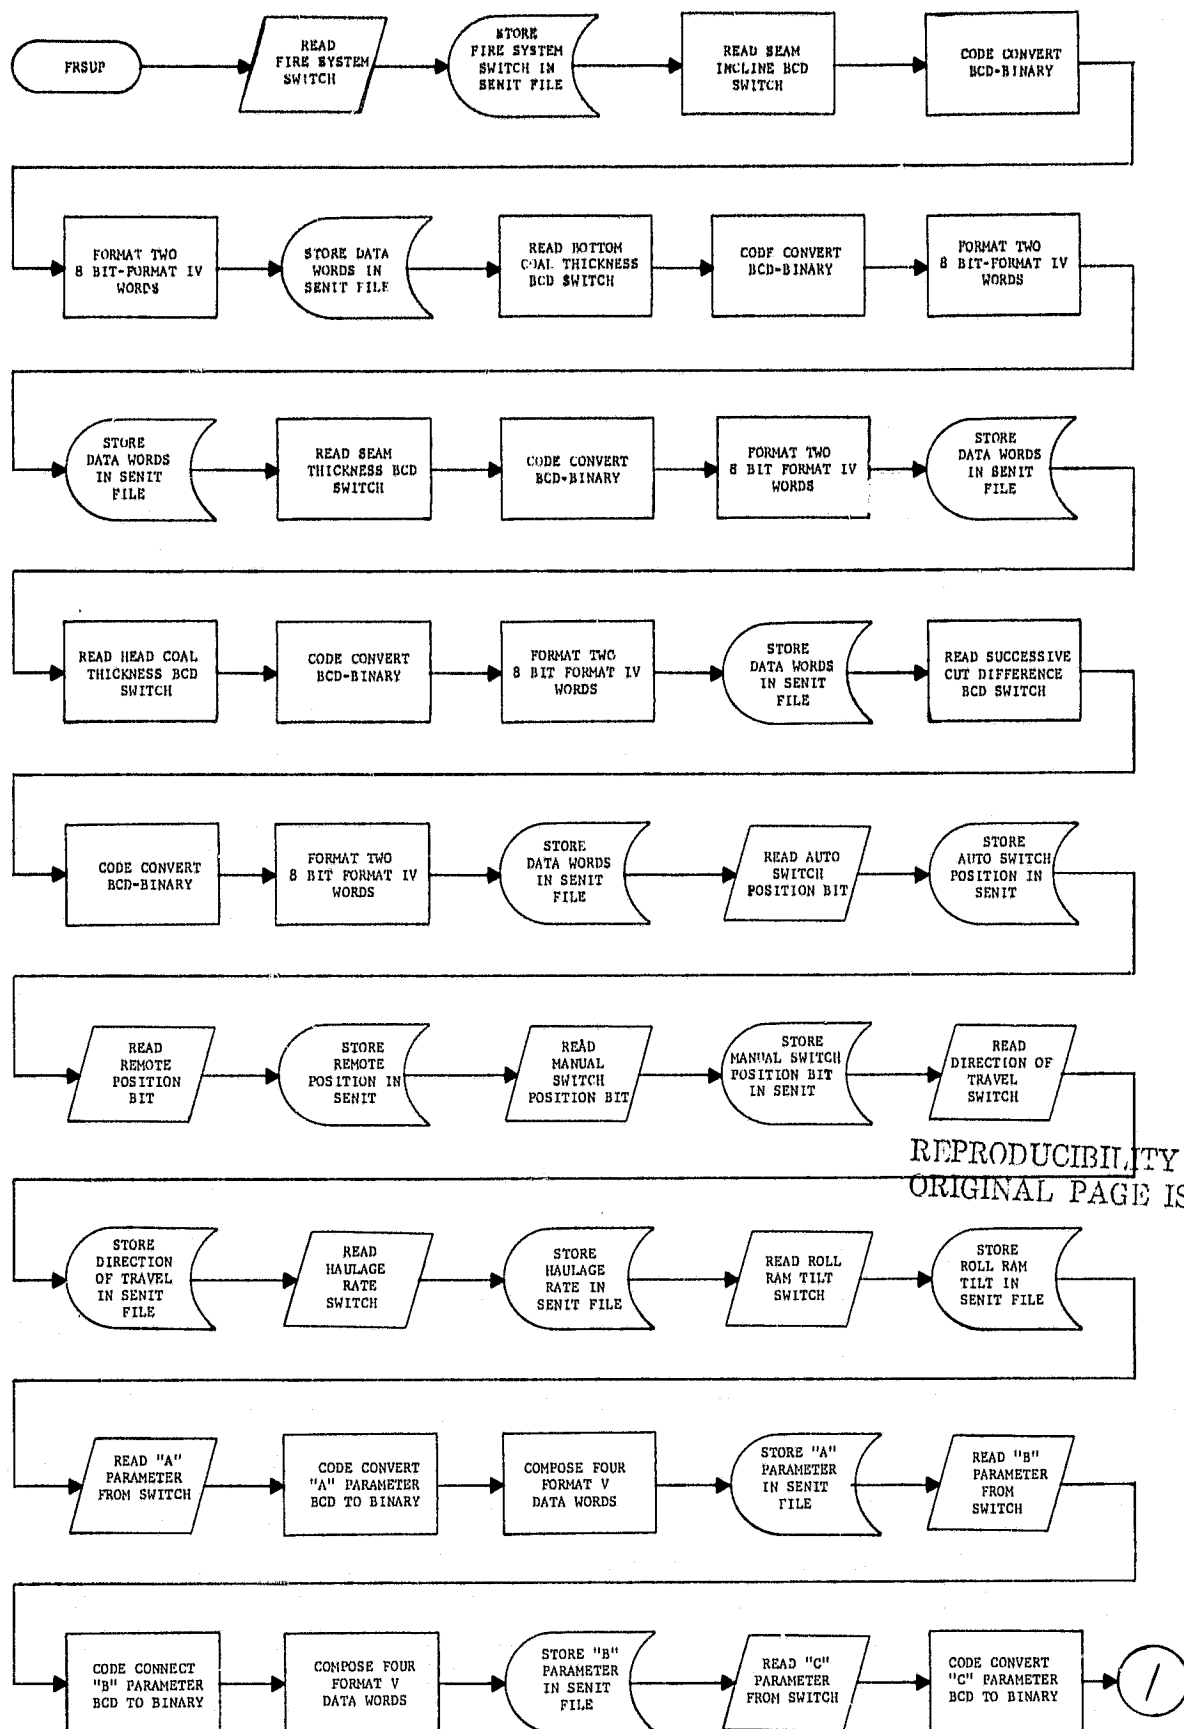 FRSUP
READ
FIRE SYSTEM
SWITCH
STORE
FIRE SYSTEM
SWITCH IN
SENIT FILE
READ SEAM
INCLINE BCD
SWITCH
CODE CONVERT
BCD-BINARY
FORMAT TWO
8 BIT-FORMAT IV
WORDS
STORE DATA
WORDS IN
SENIT FILE
READ BOTTOM
COAL THICKNESS
BCD SWITCH
CODE CONVERT
BCD-BINARY
FORMAT TWO
8 BIT-FORMAT IV
WORDS
STORE
DATA WORDS
IN SENIT
FILE
READ SEAM
THICKNESS BCD
SWITCH
CODE CONVERT
BCD-BINARY
FORMAT TWO
8 BIT FORMAT IV
WORDS
STORE
DATA WORDS
IN SENIT
FILE
READ HEAD COAL
THICKNESS BCD
SWITCH
CODE CONVERT
BCD-BINARY
FORMAT TWO
8 BIT FORMAT IV
WORDS
STORE
DATA WORDS
IN SENIT
FILE
READ SUCCESSIVE
CUT DIFFERENCE
BCD SWITCH
CODE CONVERT
BCD-BINARY
FORMAT TWO
8 BIT FORMAT IV
WORDS
STORE
DATA WORDS
IN SENIT
FILE
READ AUTO
SWITCH
POSITION BIT
STORE
AUTO SWITCH
POSITION IN
SENIT
READ
REMOTE
POSITION
BIT
STORE
REMOTE
POSITION IN
SENIT
READ
MANUAL
SWITCH
POSITION BIT
STORE
MANUAL SWITCH
POSITION BIT
IN SENIT
READ
DIRECTION OF
TRAVEL
SWITCH
REPRODUCIBILITY
ORIGINAL PAGE IS
STORE
DIRECTION
OF TRAVEL
IN SENIT
FILE
READ
HAULAGE
RATE
SWITCH
STORE
HAULAGE
RATE IN
SENIT FILE
READ ROLL
RAM TILT
SWITCH
STORE
ROLL RAM
TILT IN
SENIT FILE
READ "A"
PARAMETER
FROM SWITCH
CODE CONVERT
"A" PARAMETER
BCD TO BINARY
COMPOSE FOUR
FORMAT V
DATA WORDS
STORE "A"
PARAMETER
IN SENIT
FILE
READ "B"
PARAMETER
FROM
SWITCH
CODE CONNECT
"B" PARAMETER
BCD TO BINARY
COMPOSE FOUR
FORMAT V
DATA WORDS
STORE "B"
PARAMETER
IN SENIT
FILE
READ "C"
PARAMETER
FROM SWITCH
CODE CONVERT
"C" PARAMETER
BCD TO BINARY
/